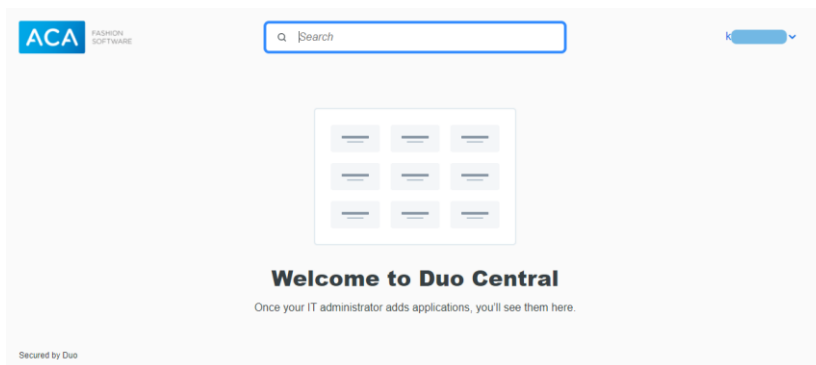 ACA FASHION SOFTWARE
Search
k
Welcome to Duo Central
Once your IT administrator adds applications, you'll see them here.
Secured by Duo